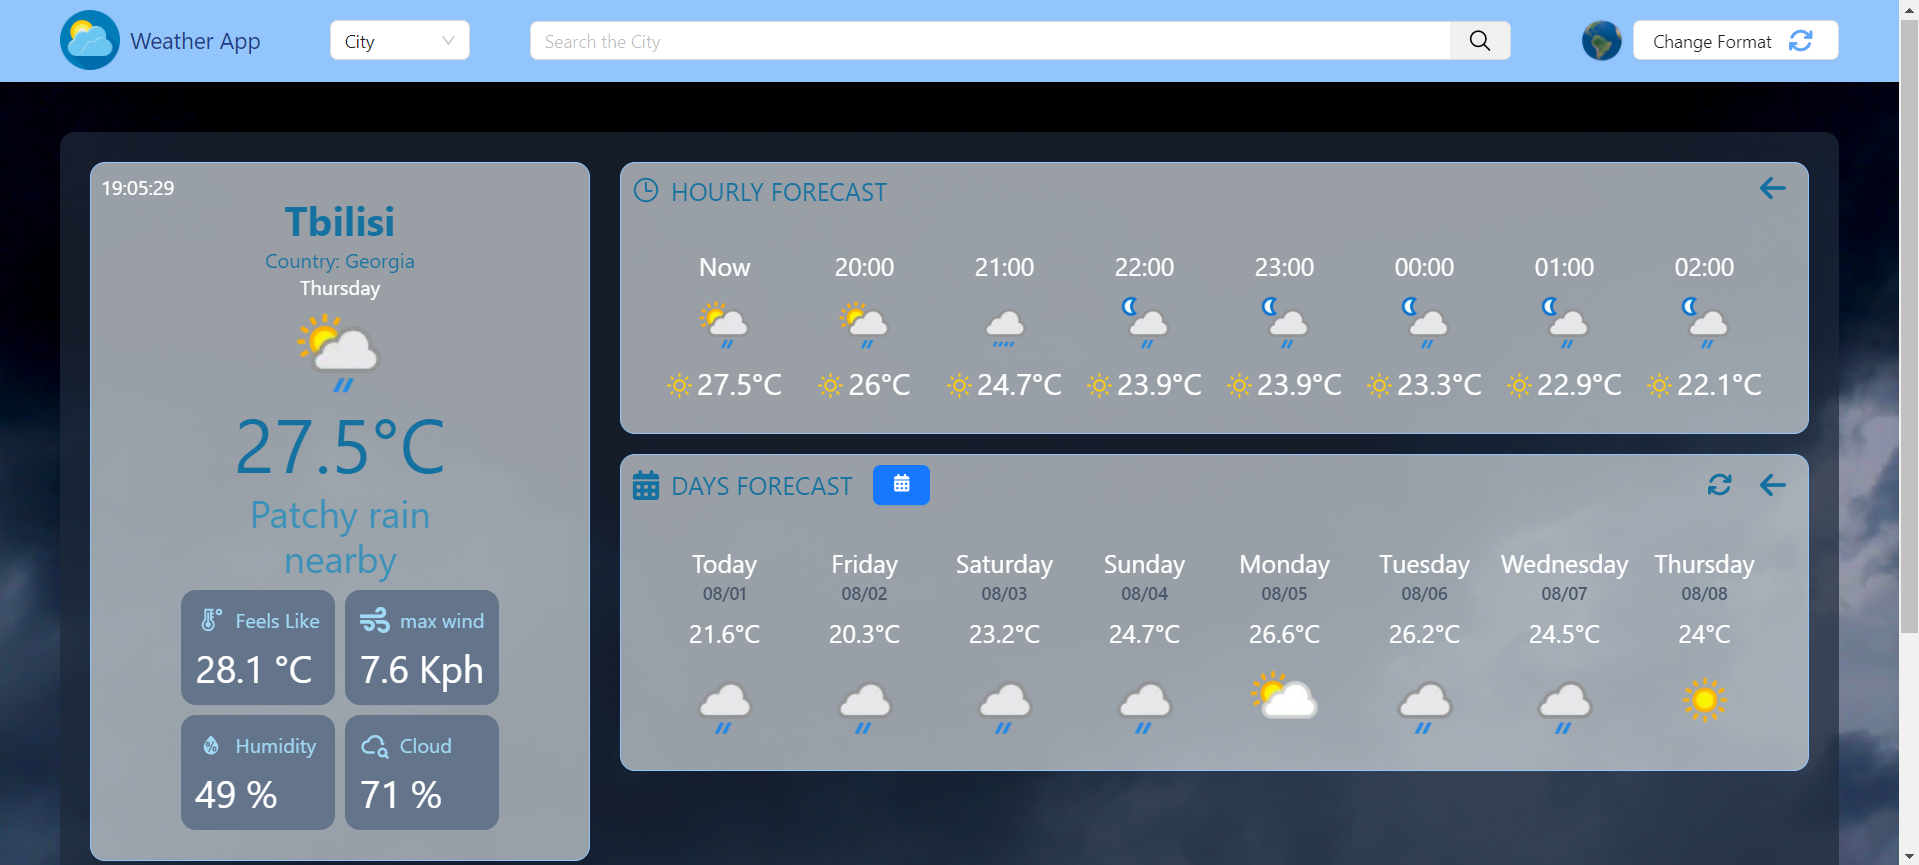 Weather App
City
Search the City
Change Format
19:05:29
Tbilisi
Country: Georgia
Thursday
27.5°C
Patchy rain
nearby
Feels Like
28.1 °C
max wind
7.6 Kph
Humidity
49 %
Cloud
71 %
HOURLY FORECAST
Now 20:00 21:00 22:00 23:00 00:00 01:00 02:00
27.5°C 26°C 24.7°C 23.9°C 23.9°C 23.3°C 22.9°C 22.1°C
DAYS FORECAST
Today Friday Saturday Sunday Monday Tuesday Wednesday Thursday
08/01 08/02 08/03 08/04 08/05 08/06 08/07 08/08
21.6°C 20.3°C 23.2°C 24.7°C 26.6°C 26.2°C 24.5°C 24°C